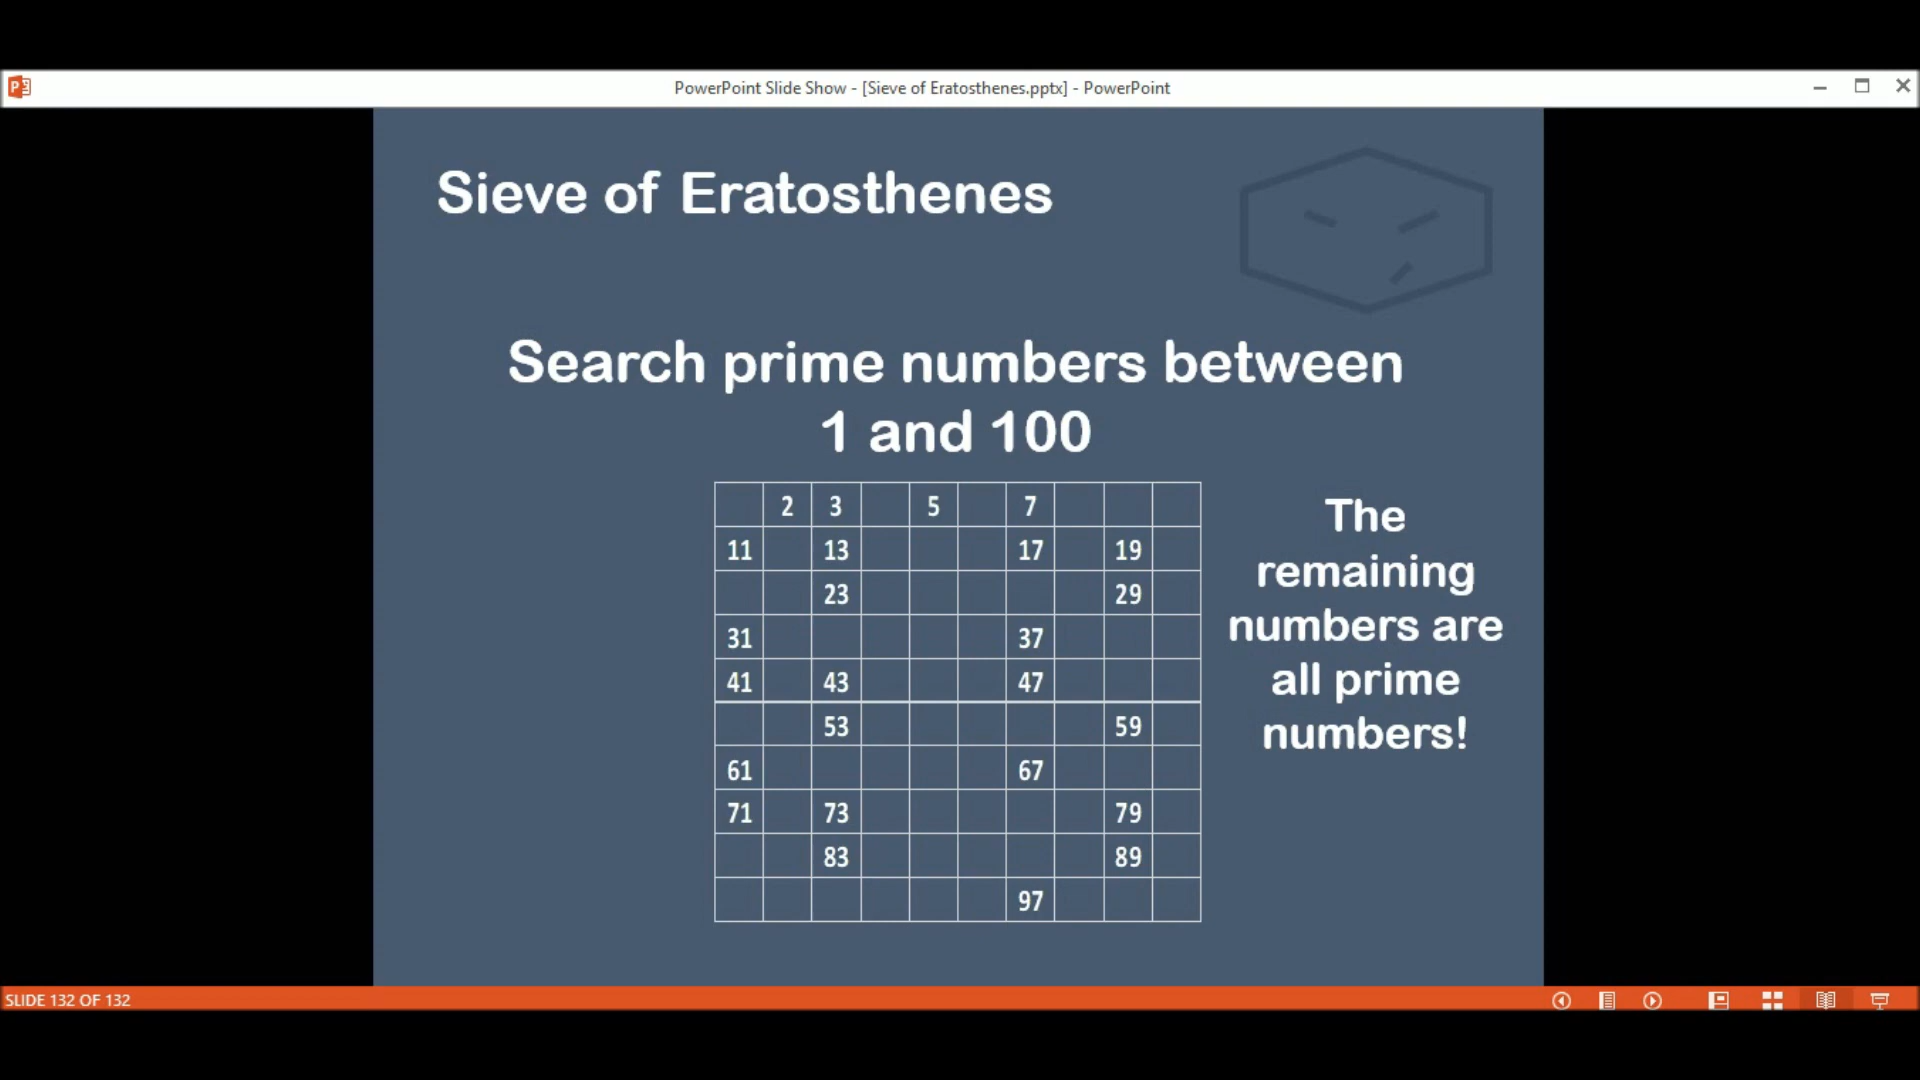 PowerPoint Slide Show - [Sieve of Eratosthenes.pptx] - PowerPoint
Sieve of Eratosthenes
Search prime numbers between
1 and 100
2 3 5 7
11 13 17 19
23 29
31 37
41 43 47
53 59
61 67
71 73 79
83 89
97
The
remaining
numbers are
all prime
numbers!
SLIDE 132 OF 132